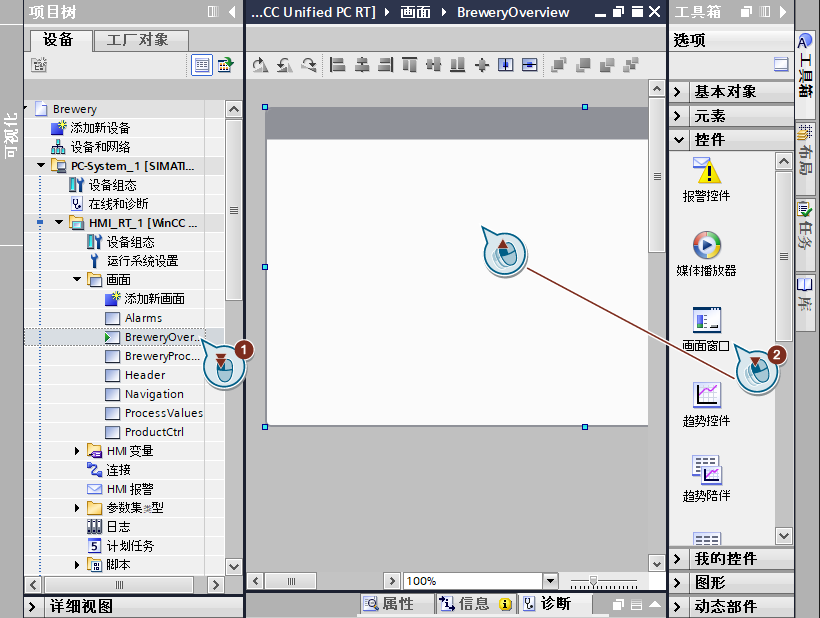 项目树
设备
工厂对象
可视化
Brewery
添加新设备
设备和网络
PC-System_1 [SIMATI...
设备组态
在线和诊断
HMI_RT_1 [WinCC ...
设备组态
运行系统设置
画面
添加新画面
Alarms
BreweryOver...
BreweryProc...
Header
Navigation
ProcessValues
ProductCtrl
HMI 变量
连接
HMI 报警
参数集类型
日志
计划任务
脚本
详细视图
1
...CC Unified PC RT]
画面
BreweryOverview
100%
属性
信息
诊断
工具箱
选项
基本对象
元素
控件
报警控件
媒体播放器
画面窗口
2
趋势控件
趋势陪伴
我的控件
图形
动态部件
工具箱
布局
任务
库